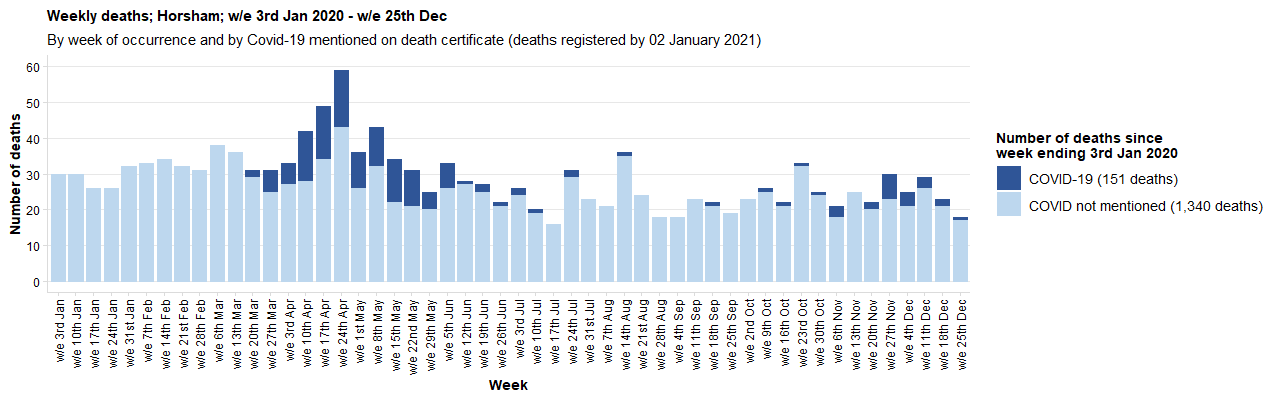 Weekly deaths; Horsham; w/e 3rd Jan 2020 - w/e 25th Dec
By week of occurrence and by Covid-19 mentioned on death certificate (deaths registered by 02 January 2021)
Number of deaths
60
50
40
30
20
10
0
w/e 3rd Jan
w/e 10th Jan
w/e 17th Jan
w/e 24th Jan
w/e 31st Jan
w/e 7th Feb
w/e 14th Feb
w/e 21st Feb
w/e 28th Feb
w/e 6th Mar
w/e 13th Mar
w/e 20th Mar
w/e 27th Mar
w/e 3rd Apr
w/e 10th Apr
w/e 17th Apr
w/e 24th Apr
w/e 1st May
w/e 8th May
w/e 15th May
w/e 22nd May
w/e 29th May
w/e 5th Jun
w/e 12th Jun
w/e 19th Jun
w/e 26th Jun
w/e 3rd Jul
w/e 10th Jul
w/e 17th Jul
w/e 24th Jul
w/e 31st Jul
w/e 7th Aug
w/e 14th Aug
w/e 21st Aug
w/e 28th Aug
w/e 4th Sep
w/e 11th Sep
w/e 18th Sep
w/e 25th Sep
w/e 2nd Oct
w/e 9th Oct
w/e 16th Oct
w/e 23rd Oct
w/e 30th Oct
w/e 6th Nov
w/e 13th Nov
w/e 20th Nov
w/e 27th Nov
w/e 4th Dec
w/e 11th Dec
w/e 18th Dec
w/e 25th Dec
Week
Number of deaths since
week ending 3rd Jan 2020
COVID-19 (151 deaths)
COVID not mentioned (1,340 deaths)